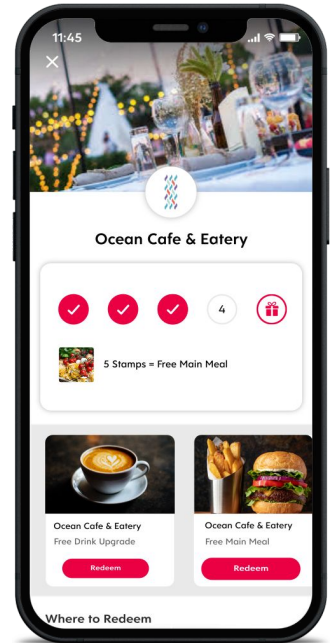 11:45
Ocean Cafe & Eatery
4
5 Stamps = Free Main Meal
Ocean Cafe & Eatery
Free Drink Upgrade
Redeem
Ocean Cafe & Eatery
Free Main Meal
Redeem
Where to Redeem